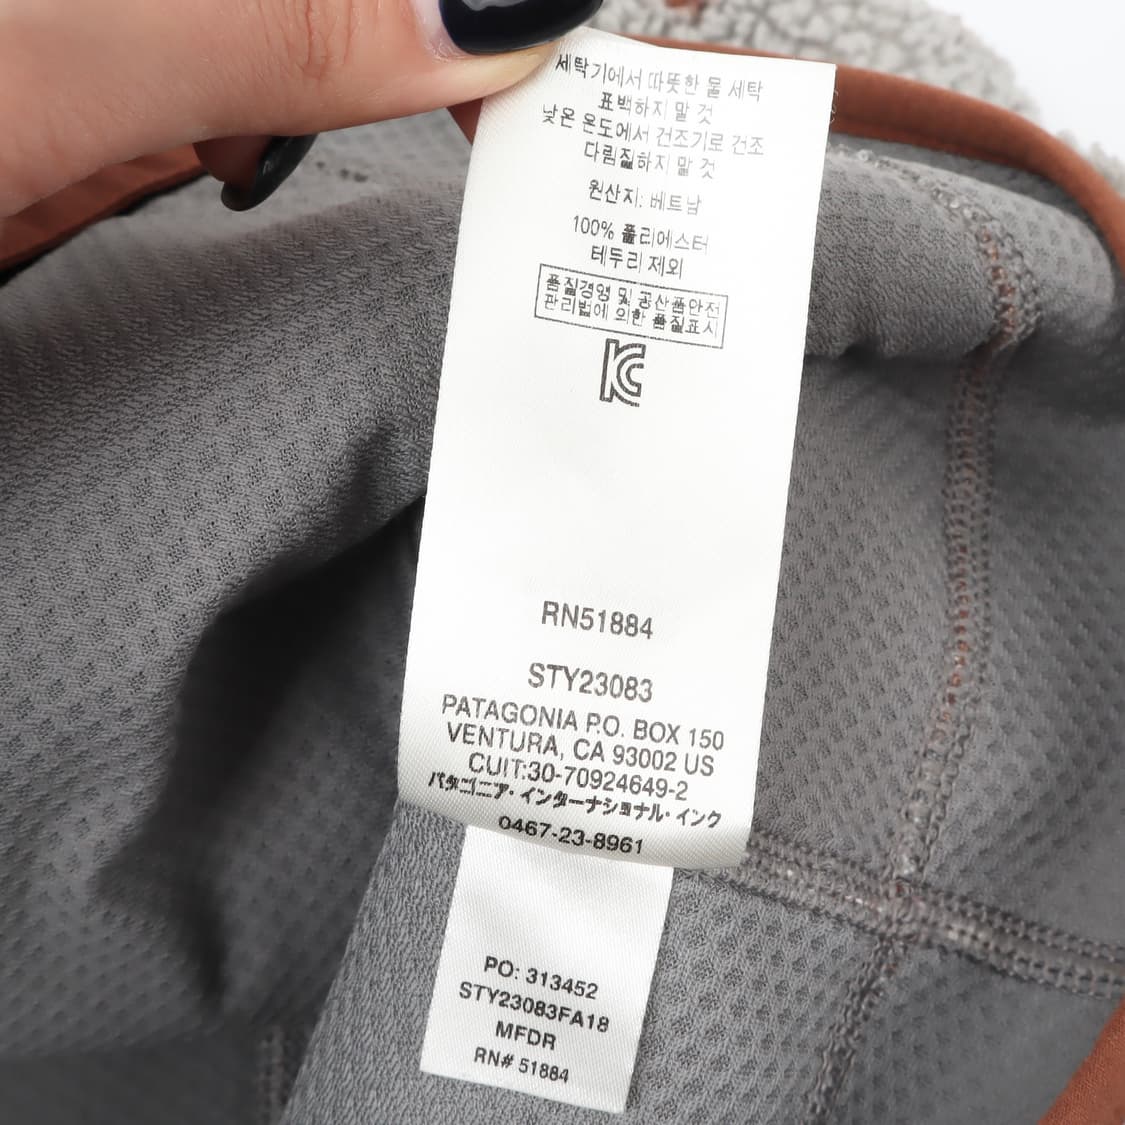 세탁기에서 따뜻한 물 세탁
표백하지 말 것
낮은 온도에서 건조기로 건조
다림질하지 말 것
원산지: 베트남
100% 폴리에스터
테두리 제외
품질경영 및 공산품안전
관리법에 의한 품질표시
KC
RN51884
STY23083
PATAGONIA P.O. BOX 150
VENTURA, CA 93002 US
CUIT:30-70924649-2
パタゴニア・インターナショナル・インク
0467-23-8961
PO: 313452
STY23083FA18
MFDR
RN# 51884